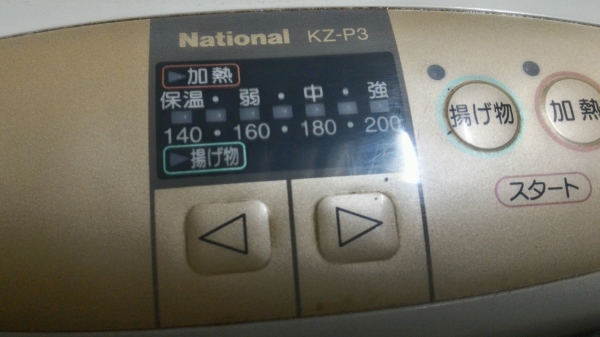 National KZ-P3
▶加熱
保温・弱・中・強
140・160・180・200
▶揚げ物
揚げ物
加熱
スタート